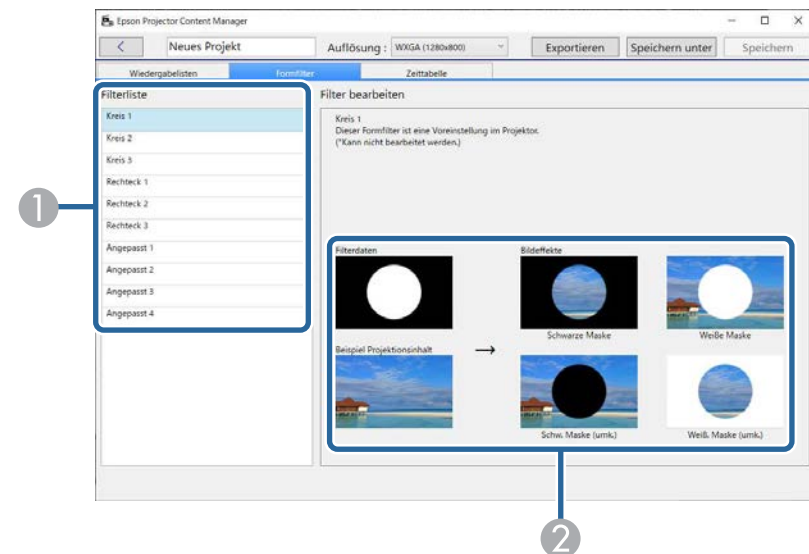 Epson Projector Content Manager
Neues Projekt
Auflösung :
WXGA (1280x800)
Exportieren
Speichern unter
Speichern
Wiedergabelisten
Formfilter
Zeittabelle
Filterliste
Kreis 1
Kreis 2
Kreis 3
Rechteck 1
Rechteck 2
Rechteck 3
Angepasst 1
Angepasst 2
Angepasst 3
Angepasst 4
Filter bearbeiten
Kreis 1
Dieser Formfilter ist eine Voreinstellung im Projektor.
(*Kann nicht bearbeitet werden.)
Filterdaten
Bildeffekte
Schwarze Maske
Weiße Maske
Beispiel Projektionsinhalt
→
Schw. Maske (umk.)
Weiß. Maske (umk.)
1
2